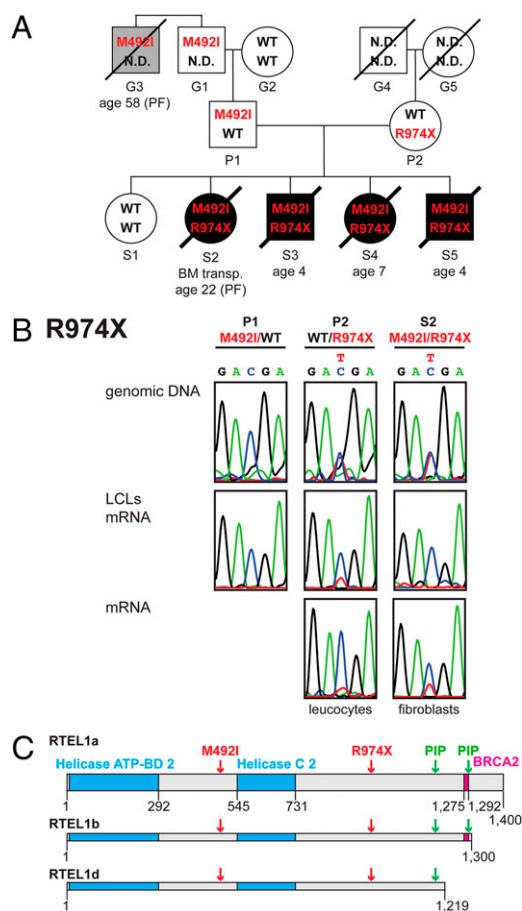 A
M492I
N.D.
M492I
N.D.
WT
WT
N.D.
N.D.
N.D.
N.D.
G3
G1
G2
G4
G5
age 58 (PF)
M492I
WT
WT
R974X
P1
P2
WT
WT
M492I
R974X
M492I
R974X
M492I
R974X
M492I
R974X
S1
S2
S3
S4
S5
BM transp.
age 4
age 7
age 4
age 22 (PF)
B R974X
P1
P2
S2
M492I/WT
WT/R974X
M492I/R974X
T
T
G A C G A
G A C G A
G A C G A
genomic DNA
LCLs
mRNA
mRNA
leucocytes
fibroblasts
C
RTEL1a
M492I
R974X
PIP
PIP
Helicase ATP-BD 2
Helicase C 2
BRCA2
1
292
545
731
1,275
1,292
1,400
RTEL1b
1
1,300
RTEL1d
1
1,219